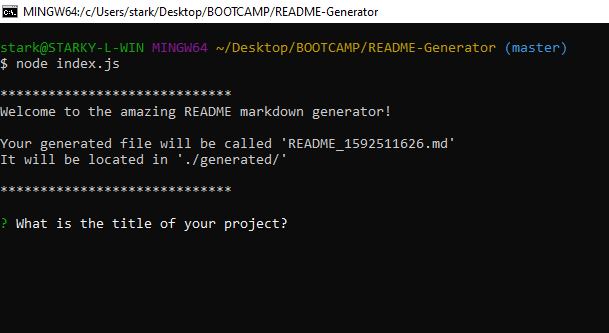 MINGW64:/c/Users/stark/Desktop/BOOTCAMP/README-Generator
stark@STARKY-L-WIN MINGW64 ~/Desktop/BOOTCAMP/README-Generator (master)
$ node index.js
*****************************
Welcome to the amazing README markdown generator!
Your generated file will be called 'README_1592511626.md'
It will be located in './generated/'
*****************************
? What is the title of your project?